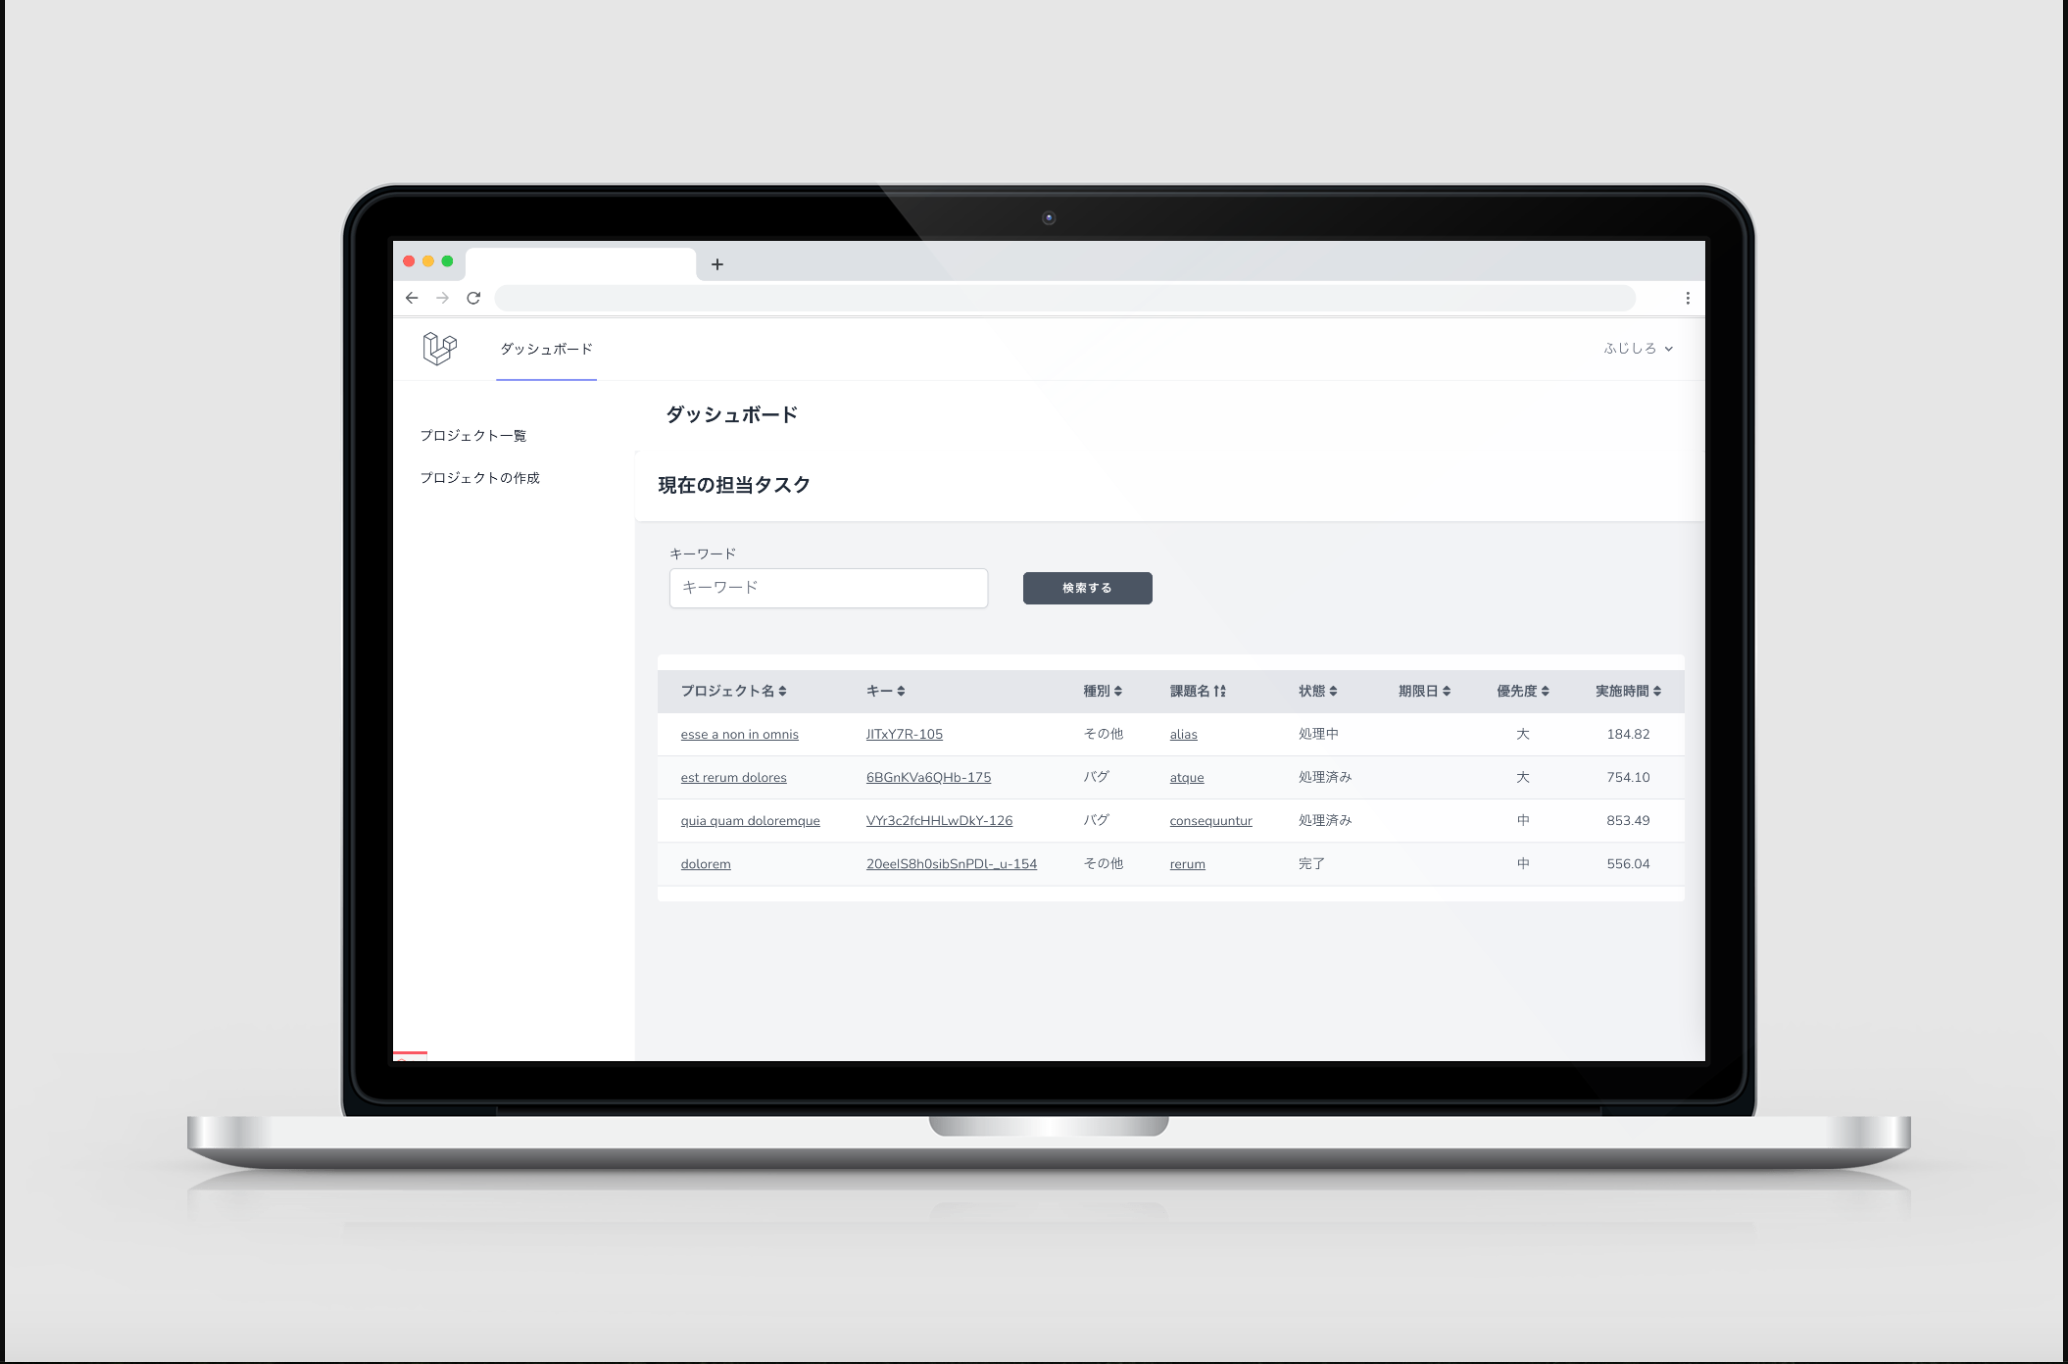 ダッシュボード
ふじしろ
プロジェクト一覧
プロジェクトの作成
ダッシュボード
現在の担当タスク
キーワード
キーワード
検索する
プロジェクト名 キー 種別 課題名 状態 期限日 優先度 実施時間
esse a non in omnis JITxY7R-105 その他 alias 処理中 大 184.82
est rerum dolores 6BGnKVa6QHb-175 バグ atque 処理済み 大 754.10
quia quam doloremque VYr3c2fcHHLwDkY-126 バグ consequuntur 処理済み 中 853.49
dolorem 20eeIS8h0sibSnPDl-_u-154 その他 rerum 完了 中 556.04